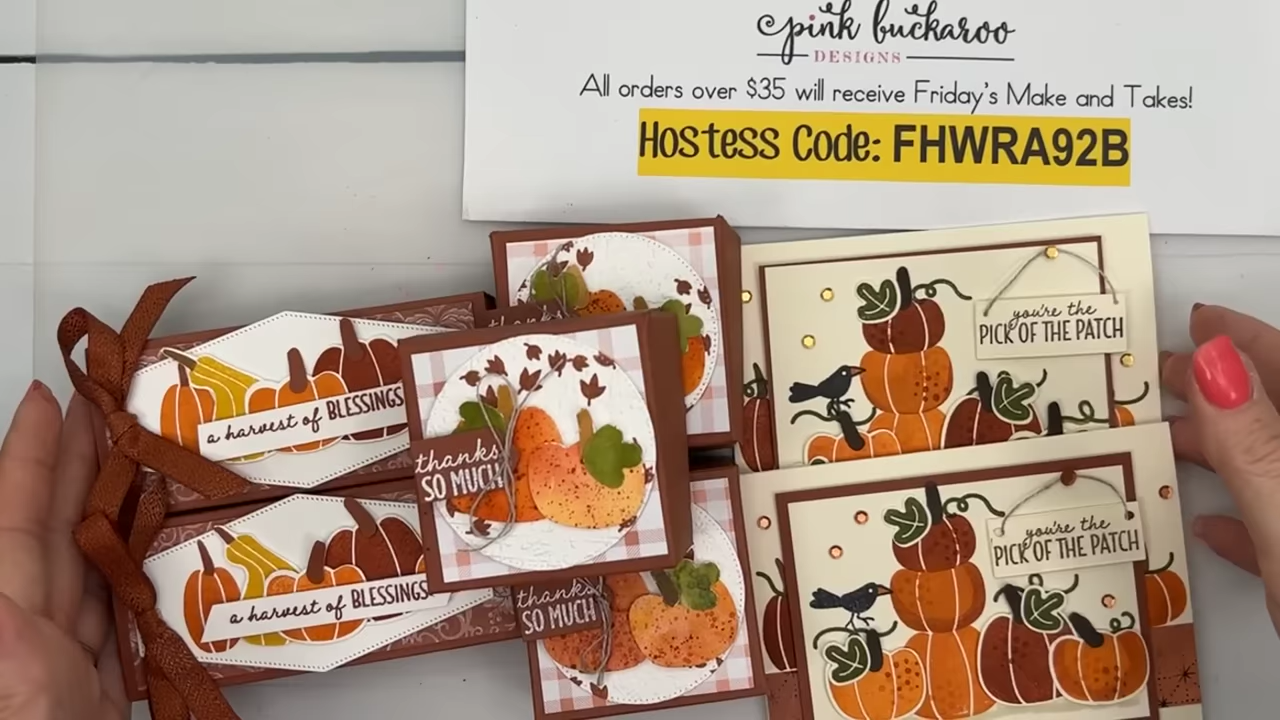 pink buckaroo
DESIGNS
All orders over $35 will receive Friday's Make and Takes!
Hostess Code: FHWRA92B
thanks
you're the
PICK OF THE PATCH
a harvest of BLESSINGS
thanks
SO MUCH
you're the
PICK OF THE PATCH
a harvest of BLESSINGS
thanks
SO MUCH